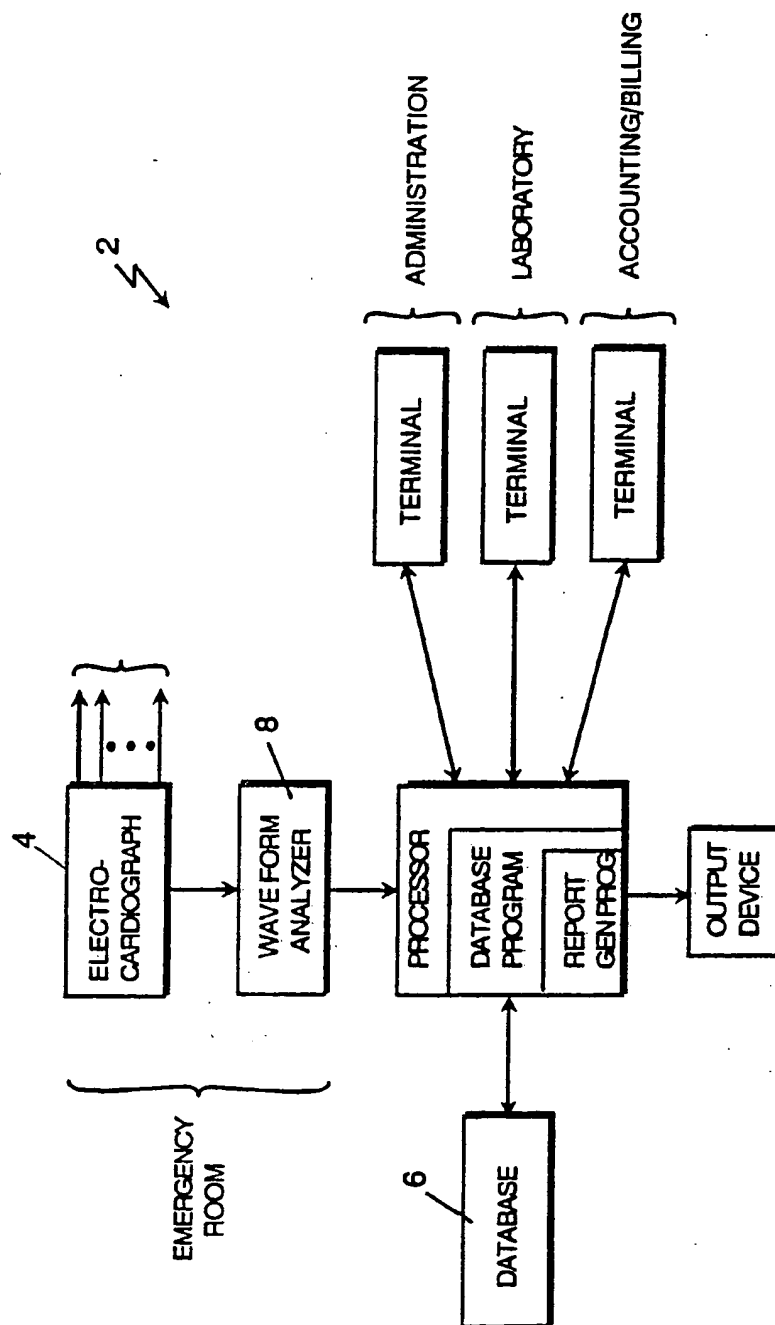 2
4
ELECTRO-
CARDIOGRAPH
8
WAVE FORM
ANALYZER
EMERGENCY
ROOM
PROCESSOR
DATABASE
PROGRAM
REPORT
GEN PROG
6
DATABASE
OUTPUT
DEVICE
TERMINAL
ADMINISTRATION
TERMINAL
LABORATORY
TERMINAL
ACCOUNTING/BILLING